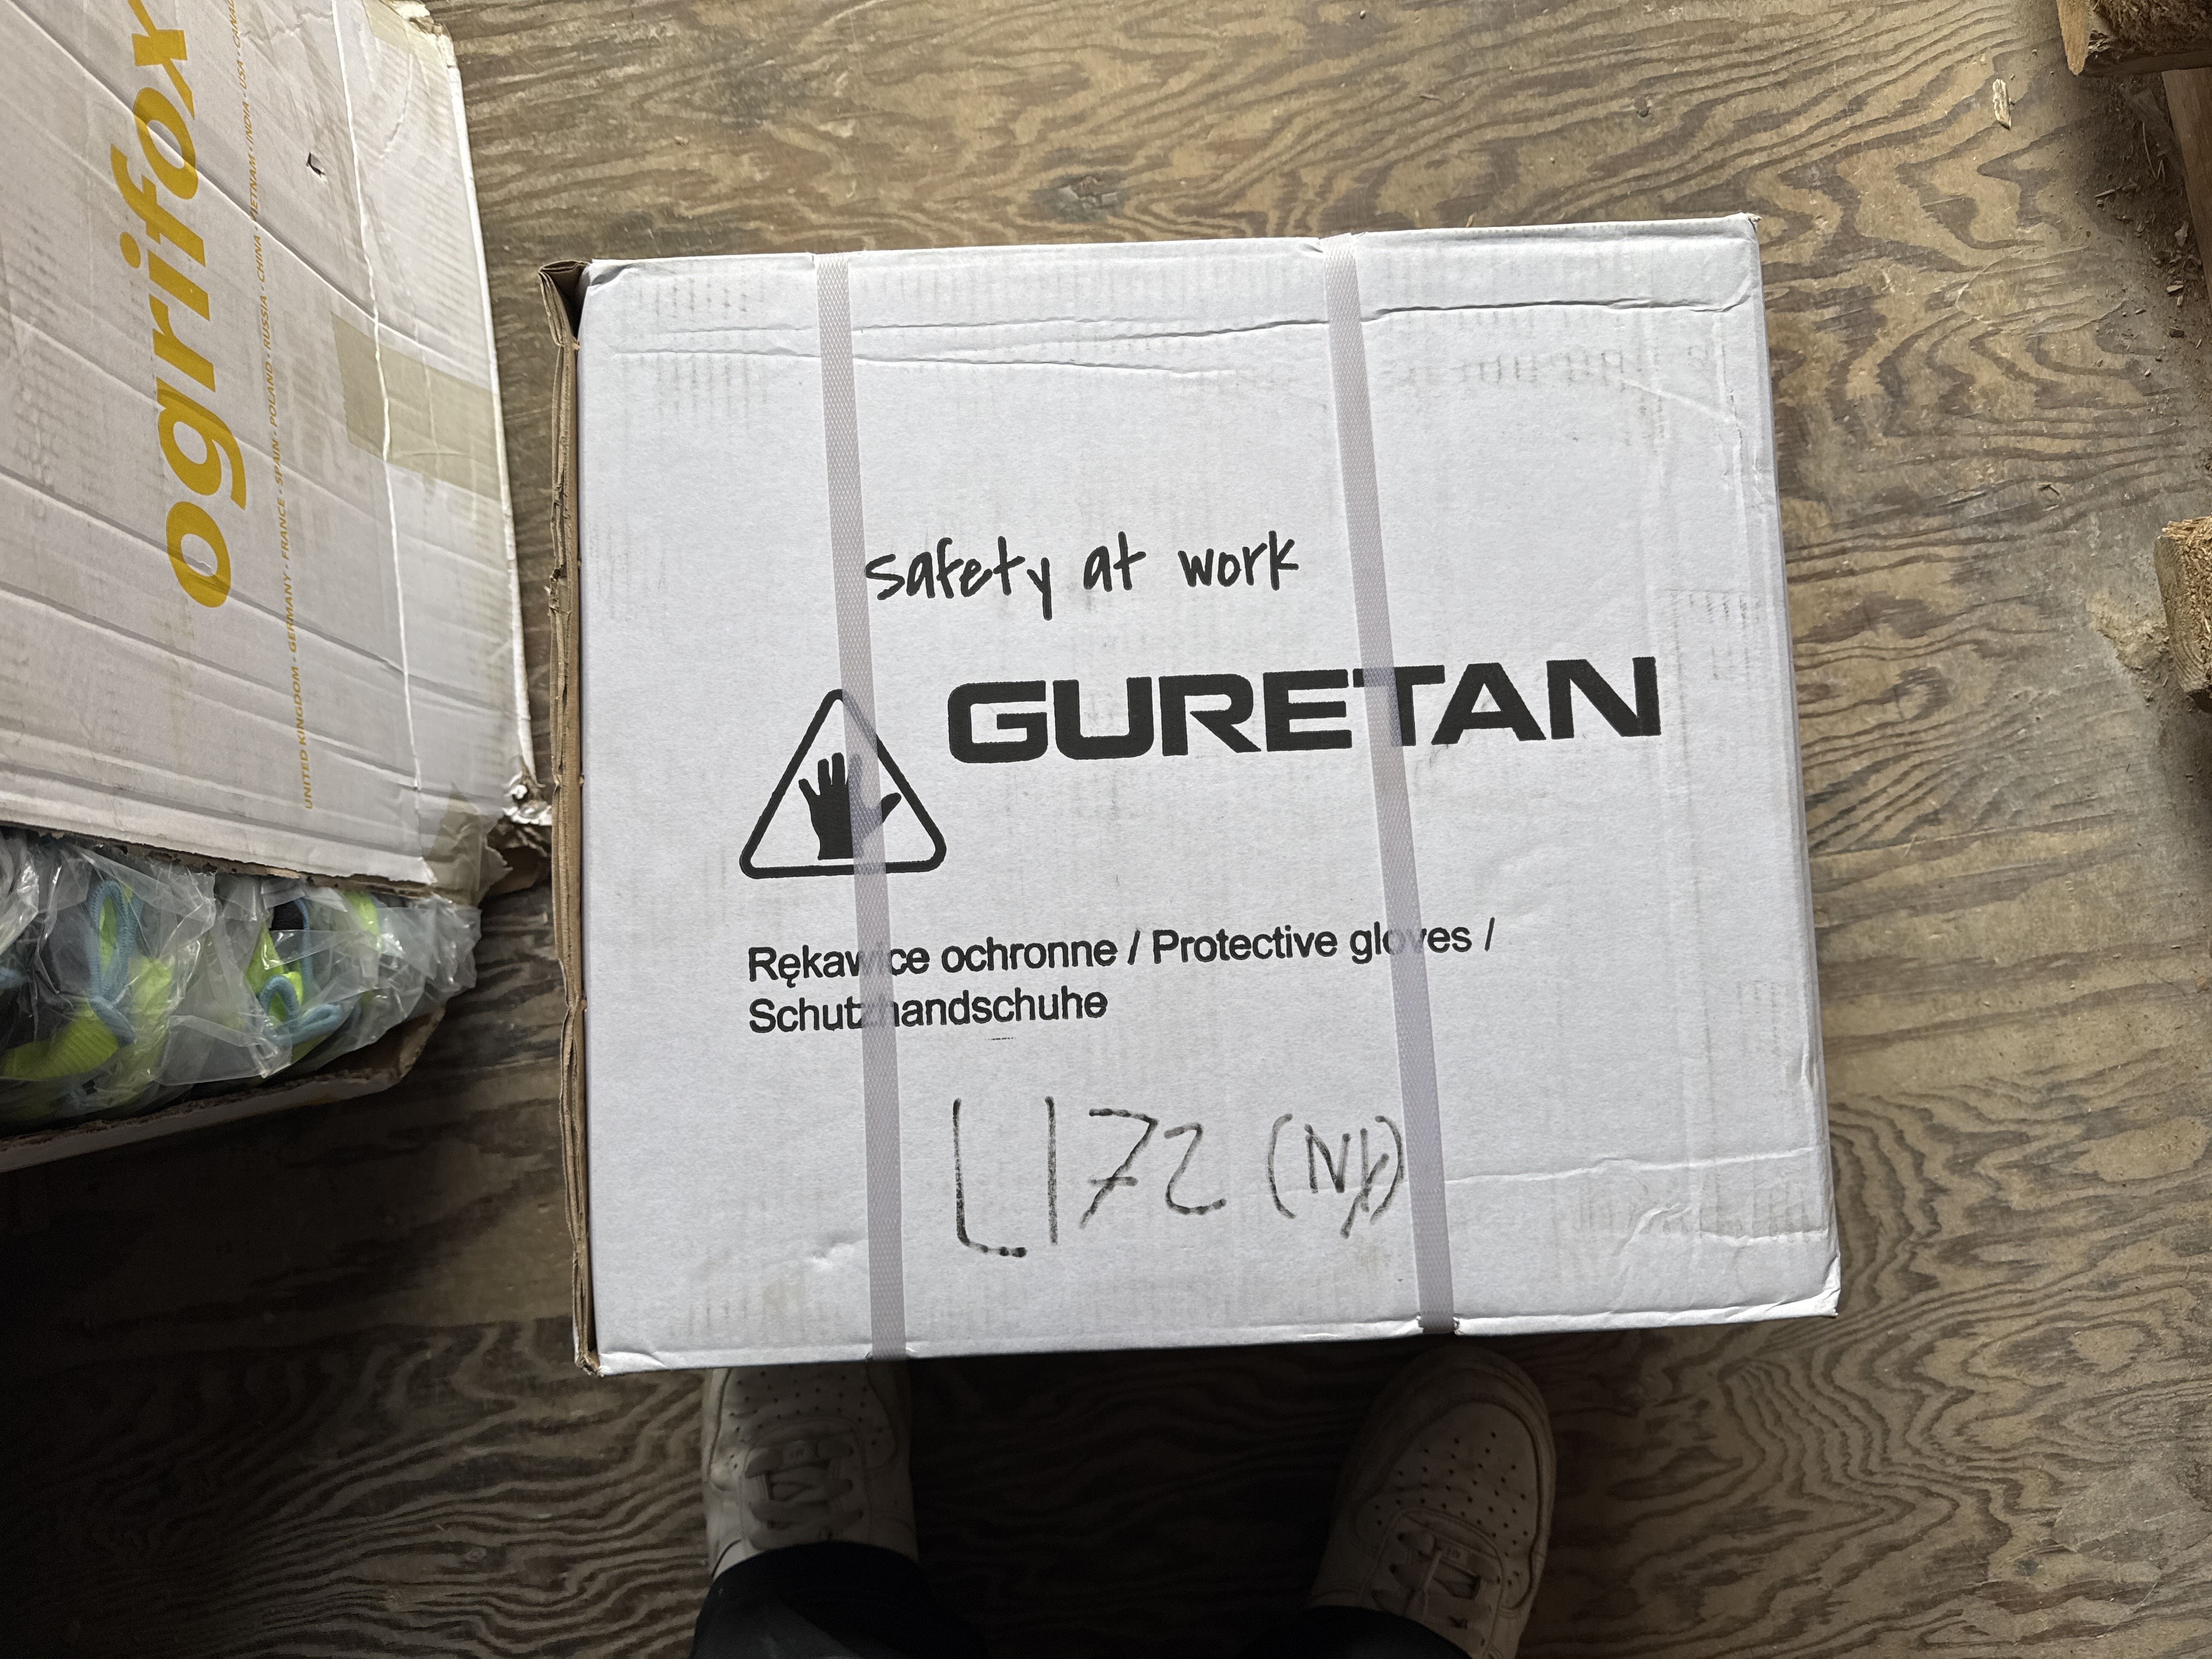 ogrifox
UNITED KINGDOM • GERMANY • FRANCE • SPAIN • POLAND • RUSSIA • CHINA • VIETNAM • INDIA • USA •
safety at work
GURETAN
Rękawice ochronne / Protective gloves /
Schutzhandschuhe
L172